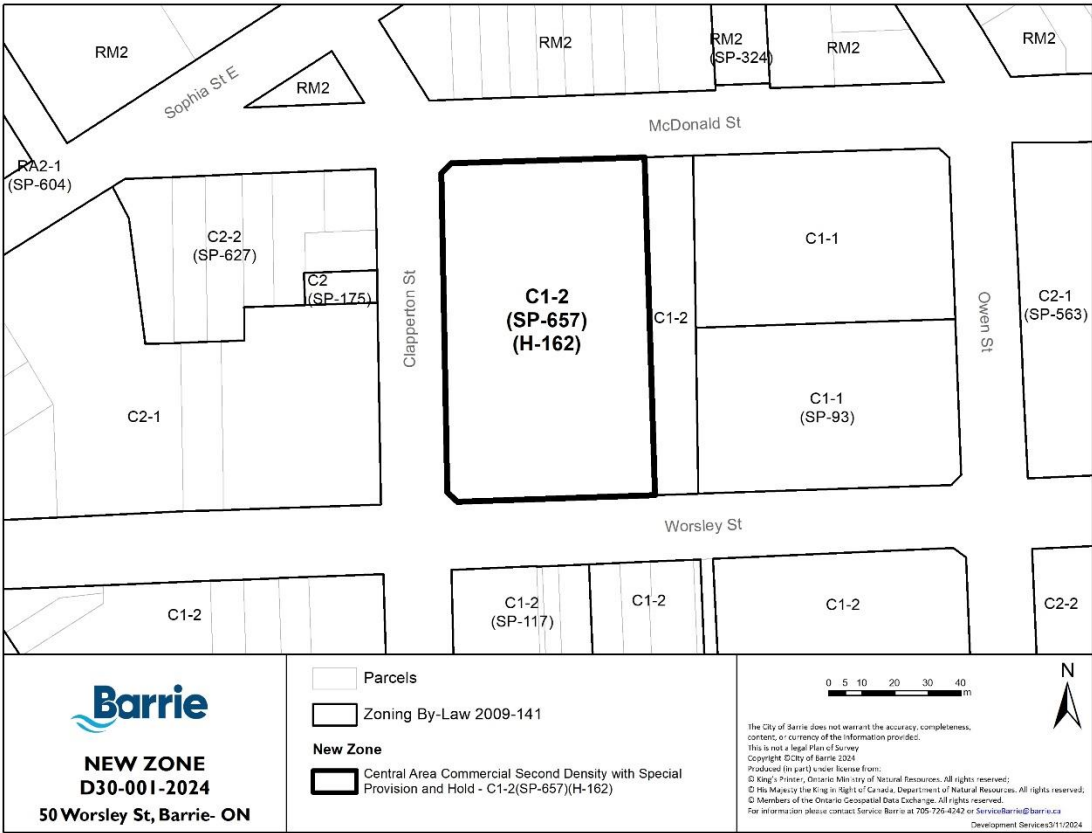 RM2
RM2
RM2
(SP-324)
RM2
RM2
Sophia St E
RM2
McDonald St
RA2-1
(SP-604)
C2-2
(SP-627)
C2
(SP-175)
Clapperton St
C1-2
(SP-657)
(H-162)
C1-2
C1-1
Owen St
C2-1
(SP-563)
C2-1
C1-1
(SP-93)
Worsley St
C1-2
C1-2
(SP-117)
C1-2
C1-2
C2-2
Barrie
NEW ZONE
D30-001-2024
50 Worsley St, Barrie- ON
Parcels
Zoning By-Law 2009-141
New Zone
Central Area Commercial Second Density with Special
Provision and Hold - C1-2(SP-657)(H-162)
0 5 10 20 30 40
m
N
The City of Barrie does not warrant the accuracy, completeness,
content, or currency of the information provided.
This is not a legal Plan of Survey
Copyright ©City of Barrie 2024
Produced (in part) under license from:
© King's Printer, Ontario Ministry of Natural Resources. All rights reserved;
© His Majesty the King in Right of Canada, Department of Natural Resources. All rights reserved;
© Members of the Ontario Geospatial Data Exchange. All rights reserved.
For information please contact Service Barrie at 705-726-4242 or ServiceBarrie@barrie.ca
Development Services3/11/2024